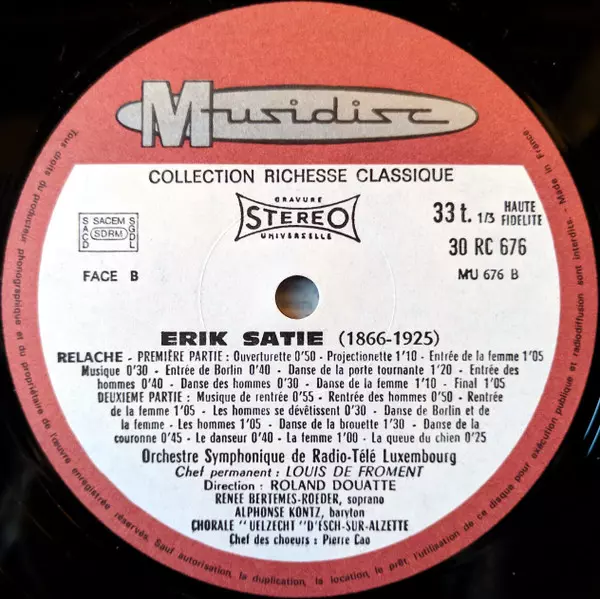 Musidisc
COLLECTION RICHESSE CLASSIQUE
GRAVURE
STEREO
UNIVERSELLE
33 t. 1/3 HAUTE FIDELITE
SACD SACEM SDRM SGDL
30 RC 676
FACE B
MU 676 B
ERIK SATIE (1866-1925)
RELACHE - PREMIÈRE PARTIE : Ouverturette 0'50 - Projectionette 1'10 - Entrée de la femme 1'05
Musique 0'30 - Entrée de Borlin 0'40 - Danse de la porte tournante 1'20 - Entrée des
hommes 0'40 - Danse des hommes 0'30 - Danse de la femme 1'10 - Final 1'05
DEUXIEME PARTIE : Musique de rentrée 0'55 - Rentrée des hommes 0'50 - Rentrée
de la femme 1'05 - Les hommes se dévêtissent 0'30 - Danse de Borlin et de
la femme - Les hommes 1'05 - Danse de la brouette 1'30 - Danse de la
couronne 0'45 - Le danseur 0'40 - La femme 1'00 - La queue du chien 0'25
Orchestre Symphonique de Radio-Télé Luxembourg
Chef permanent : LOUIS DE FROMENT
Direction : ROLAND DOUATTE
RENEE BERTEMES-ROEDER, soprano
ALPHONSE KONTZ, baryton
CHORALE "UELZECHT "D'ESCH-SUR-ALZETTE
Chef des choeurs : Pierre Cao
Tous droits du producteur phonographique et du propriétaire de l'œuvre enregistrée réservés. Sauf autorisation, la duplication, la location, le prêt, l'utilisation de ce disque pour exécution publique et radiodiffusion sont interdits - Made in France